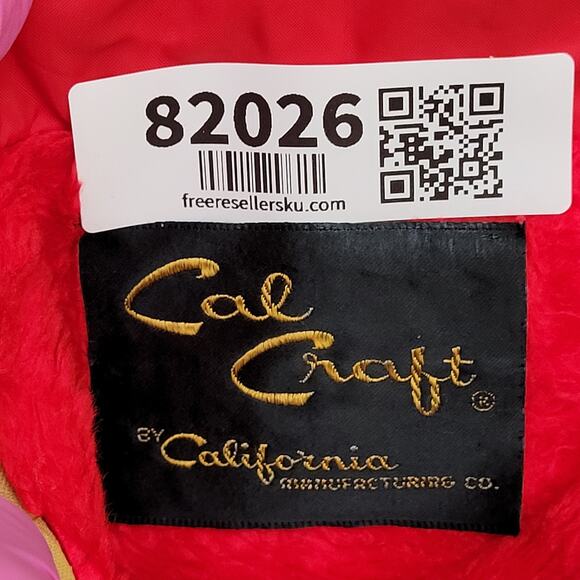 82026
freeresellersku.com
Cal
Craft ®
BY California
MANUFACTURING CO.